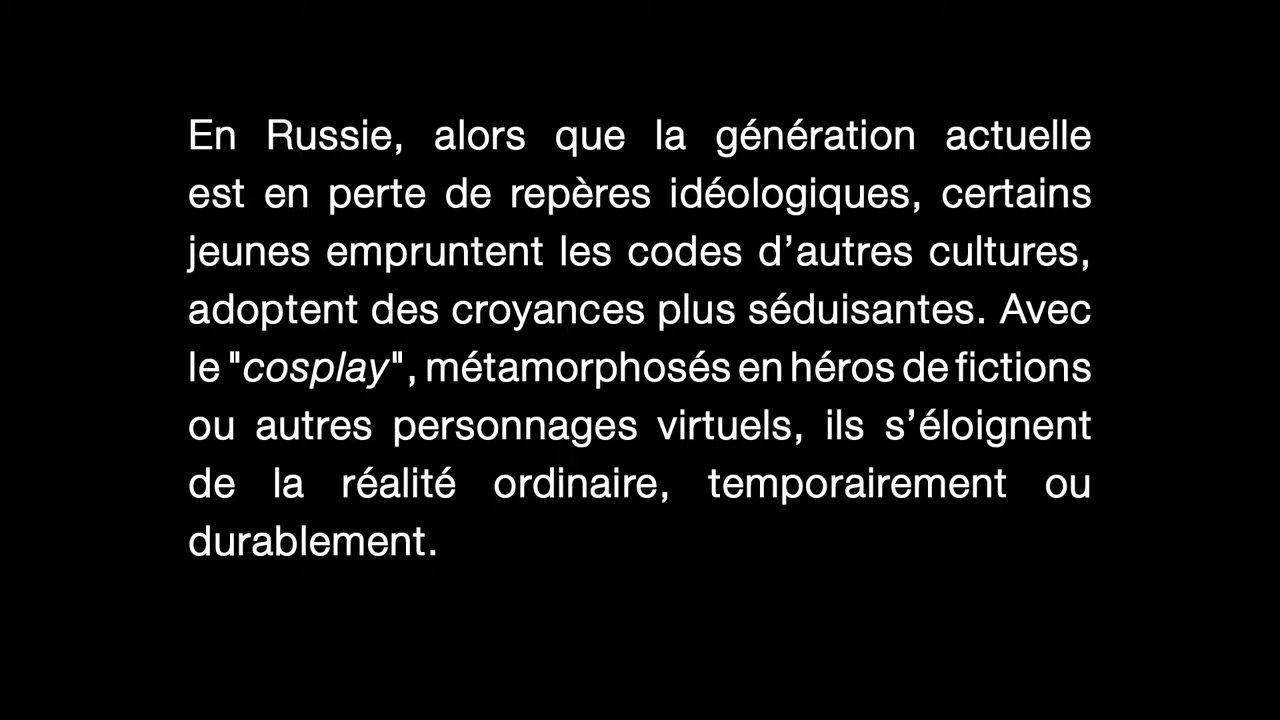 En Russie, alors que la génération actuelle
est en perte de repères idéologiques, certains
jeunes empruntent les codes d’autres cultures,
adoptent des croyances plus séduisantes. Avec
le "cosplay", métamorphosés en héros de fictions
ou autres personnages virtuels, ils s’éloignent
de la réalité ordinaire, temporairement ou
durablement.